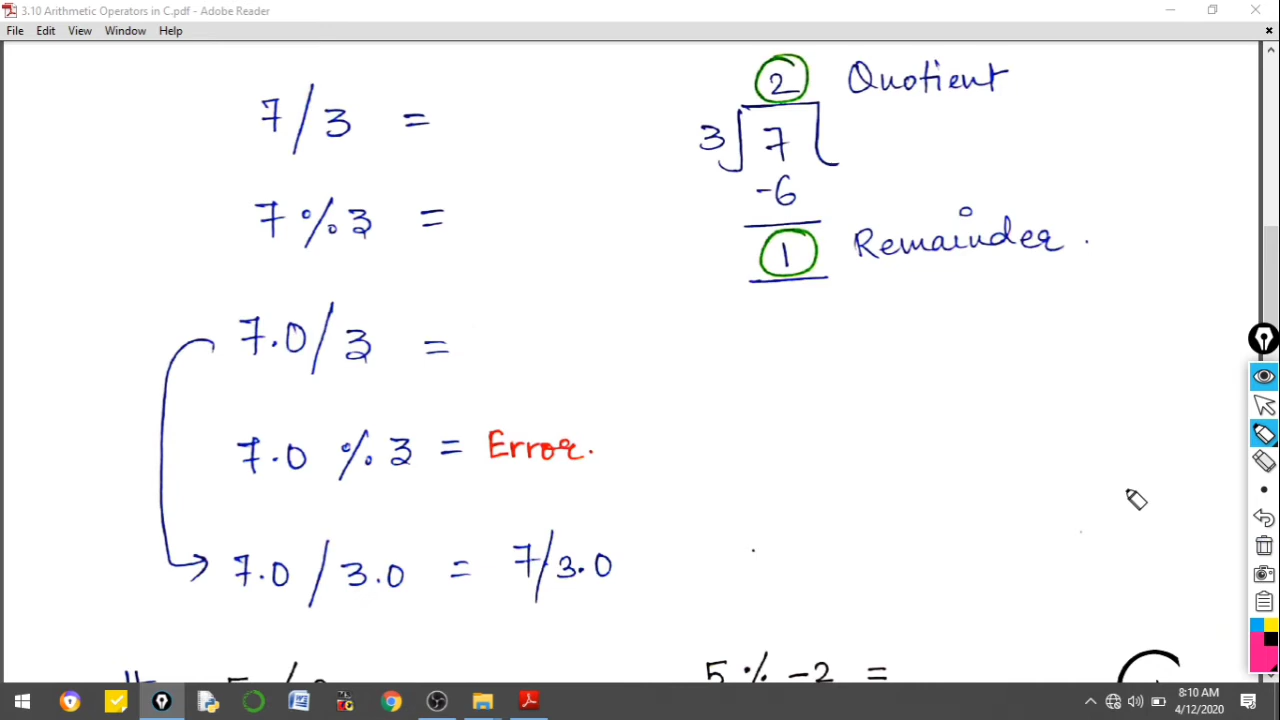 3.10 Arithmetic Operators in C.pdf - Adobe Reader
File Edit View Window Help
2 Quotient
7/3 =
3 7
-6
7 % 3 =
1 Remainder.
7.0/3 =
7.0 % 3 = Error.
7.0 / 3.0 = 7/3.0
5 % -2 =
8:10 AM
4/12/2020